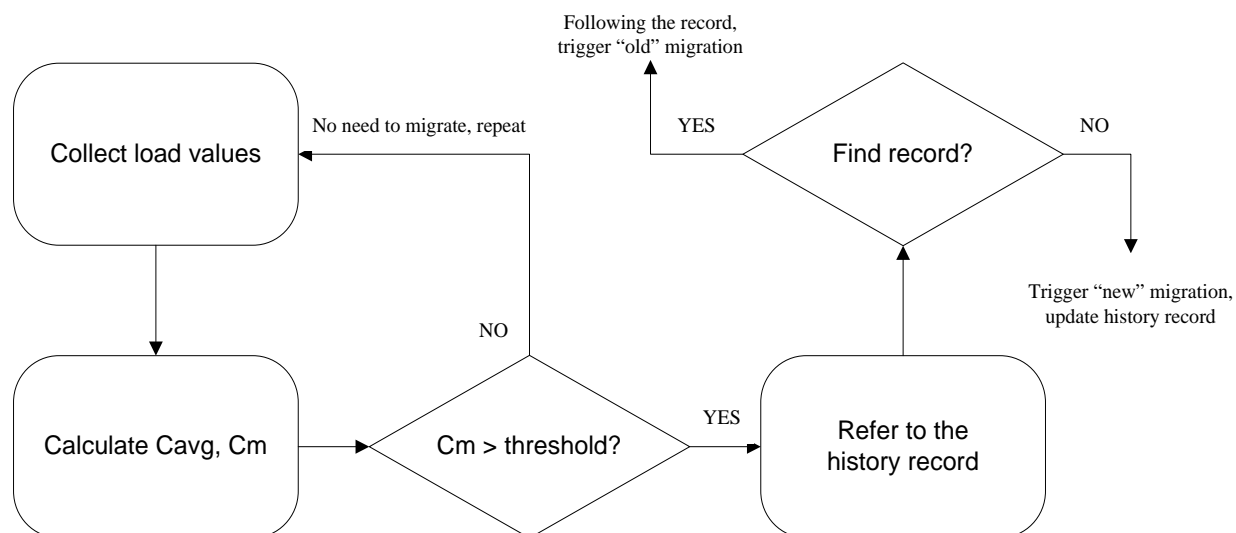 Following the record,
trigger “old” migration
Collect load values
No need to migrate, repeat
YES
Find record?
NO
Trigger “new” migration,
update history record
NO
Calculate Cavg, Cm
Cm > threshold?
YES
Refer to the
history record